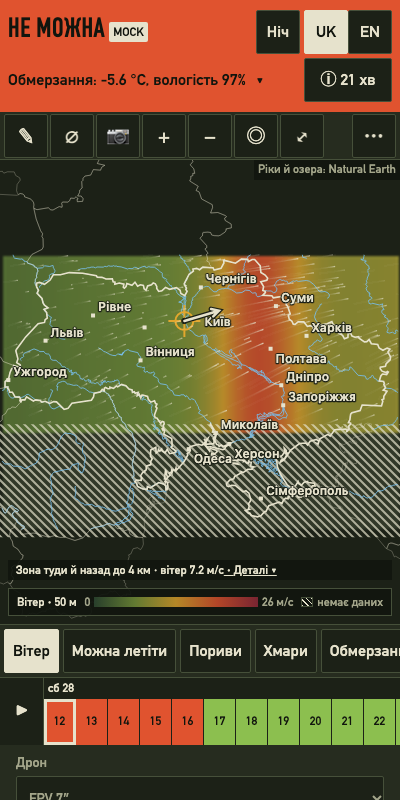 НЕ МОЖНА МОСК
Ніч UK EN
Обмерзання: -5.6 °C, вологість 97% ▾
ⓘ 21 хв
Ріки й озера: Natural Earth
Чернігів
Суми
Рівне
Київ
Харків
Львів
Вінниця
Полтава
Ужгород
Дніпро
Запоріжжя
Миколаїв
Одеса Херсон
Сімферополь
Зона туди й назад до 4 км · вітер 7.2 м/с · Деталі ▾
Вітер · 50 м 0 26 м/с немає даних
Вітер Можна летіти Пориви Хмари Обмерзан
сб 28
12 13 14 15 16 17 18 19 20 21 22
Дрон
FPV 7"